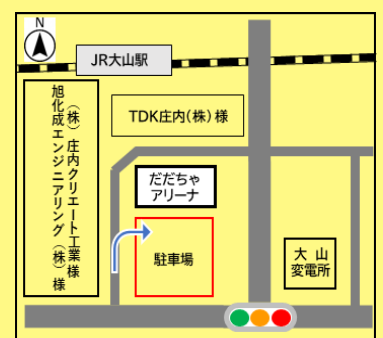 N
JR大山駅
TDK庄内(株)様
(株)庄内クリエート工業様
旭化成エンジニアリング(株)様
だだちゃ
アリーナ
駐車場
大山
変電所